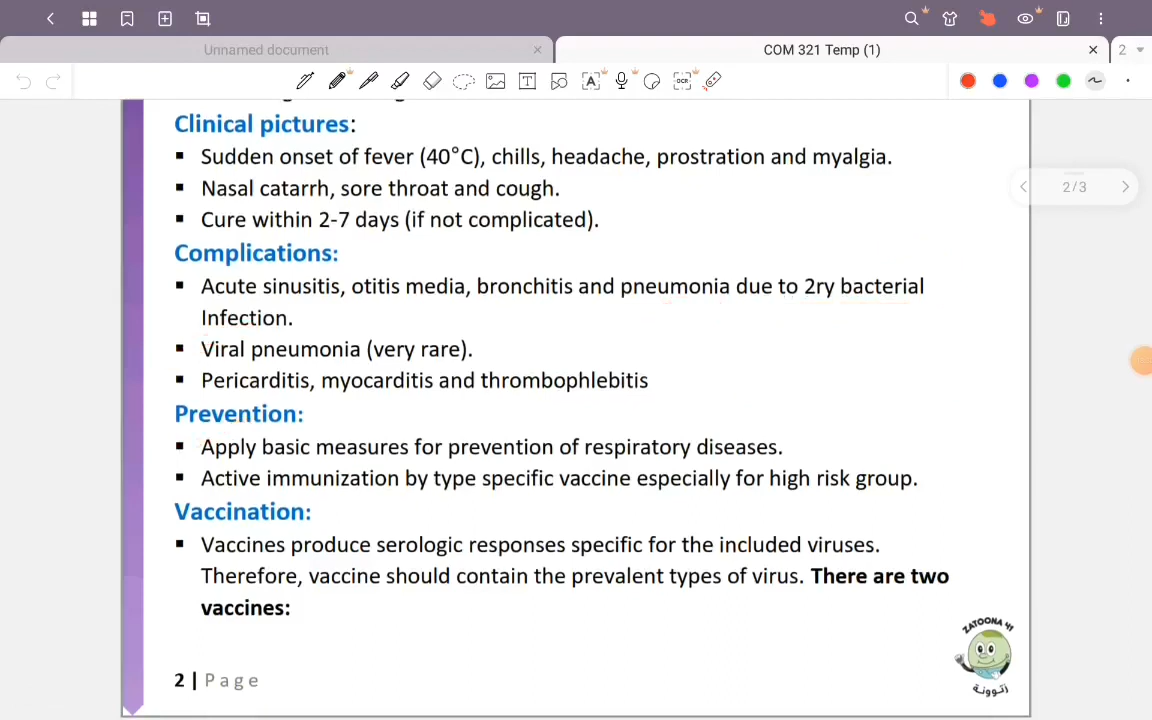 Unnamed document
COM 321 Temp (1)
2
OCR
2/3
Clinical pictures:
▪ Sudden onset of fever (40°C), chills, headache, prostration and myalgia.
▪ Nasal catarrh, sore throat and cough.
▪ Cure within 2-7 days (if not complicated).
Complications:
▪ Acute sinusitis, otitis media, bronchitis and pneumonia due to 2ry bacterial
Infection.
▪ Viral pneumonia (very rare).
▪ Pericarditis, myocarditis and thrombophlebitis
Prevention:
▪ Apply basic measures for prevention of respiratory diseases.
▪ Active immunization by type specific vaccine especially for high risk group.
Vaccination:
▪ Vaccines produce serologic responses specific for the included viruses.
Therefore, vaccine should contain the prevalent types of virus. There are two
vaccines:
ZATOONA 41
زتوونة
2 | Page